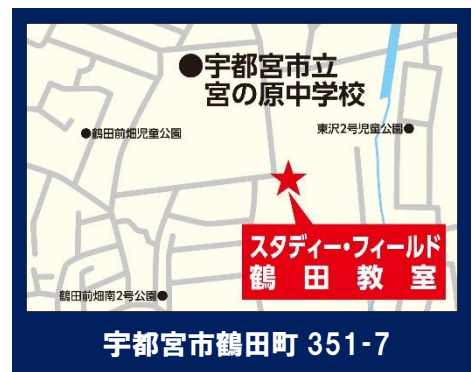 ●宇都宮市立
宮の原中学校
●鶴田前畑児童公園
東沢2号児童公園●
スタディー・フィールド
鶴田教室
鶴田前畑南2号公園●
宇都宮市鶴田町 351-7